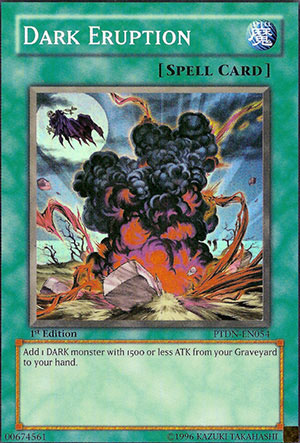 DARK ERUPTION
魔
[SPELL CARD]
1st Edition
PTDN-EN054
Add 1 DARK monster with 1500 or less ATK from your Graveyard
to your hand.
00674561
©1996 KAZUKI TAKAHASHI